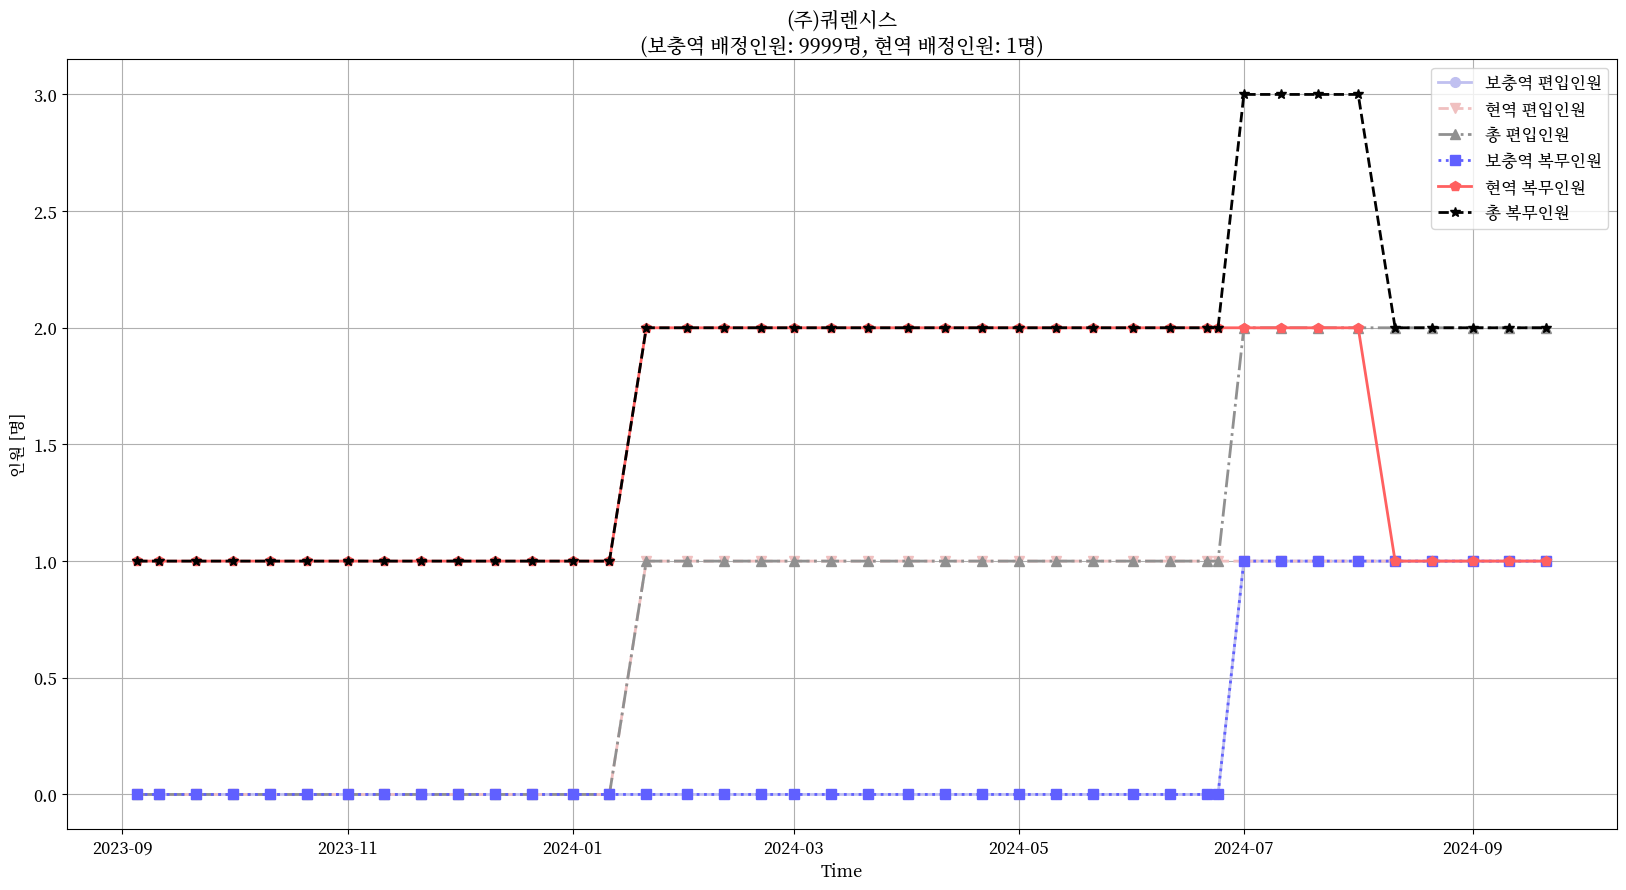 (주)쿼렌시스
(보충역 배정인원: 9999명, 현역 배정인원: 1명)
보충역 편입인원
현역 편입인원
총 편입인원
보충역 복무인원
현역 복무인원
총 복무인원
3.0
2.5
2.0
1.5
1.0
0.5
0.0
인원 [명]
2023-09
2023-11
2024-01
2024-03
2024-05
2024-07
2024-09
Time